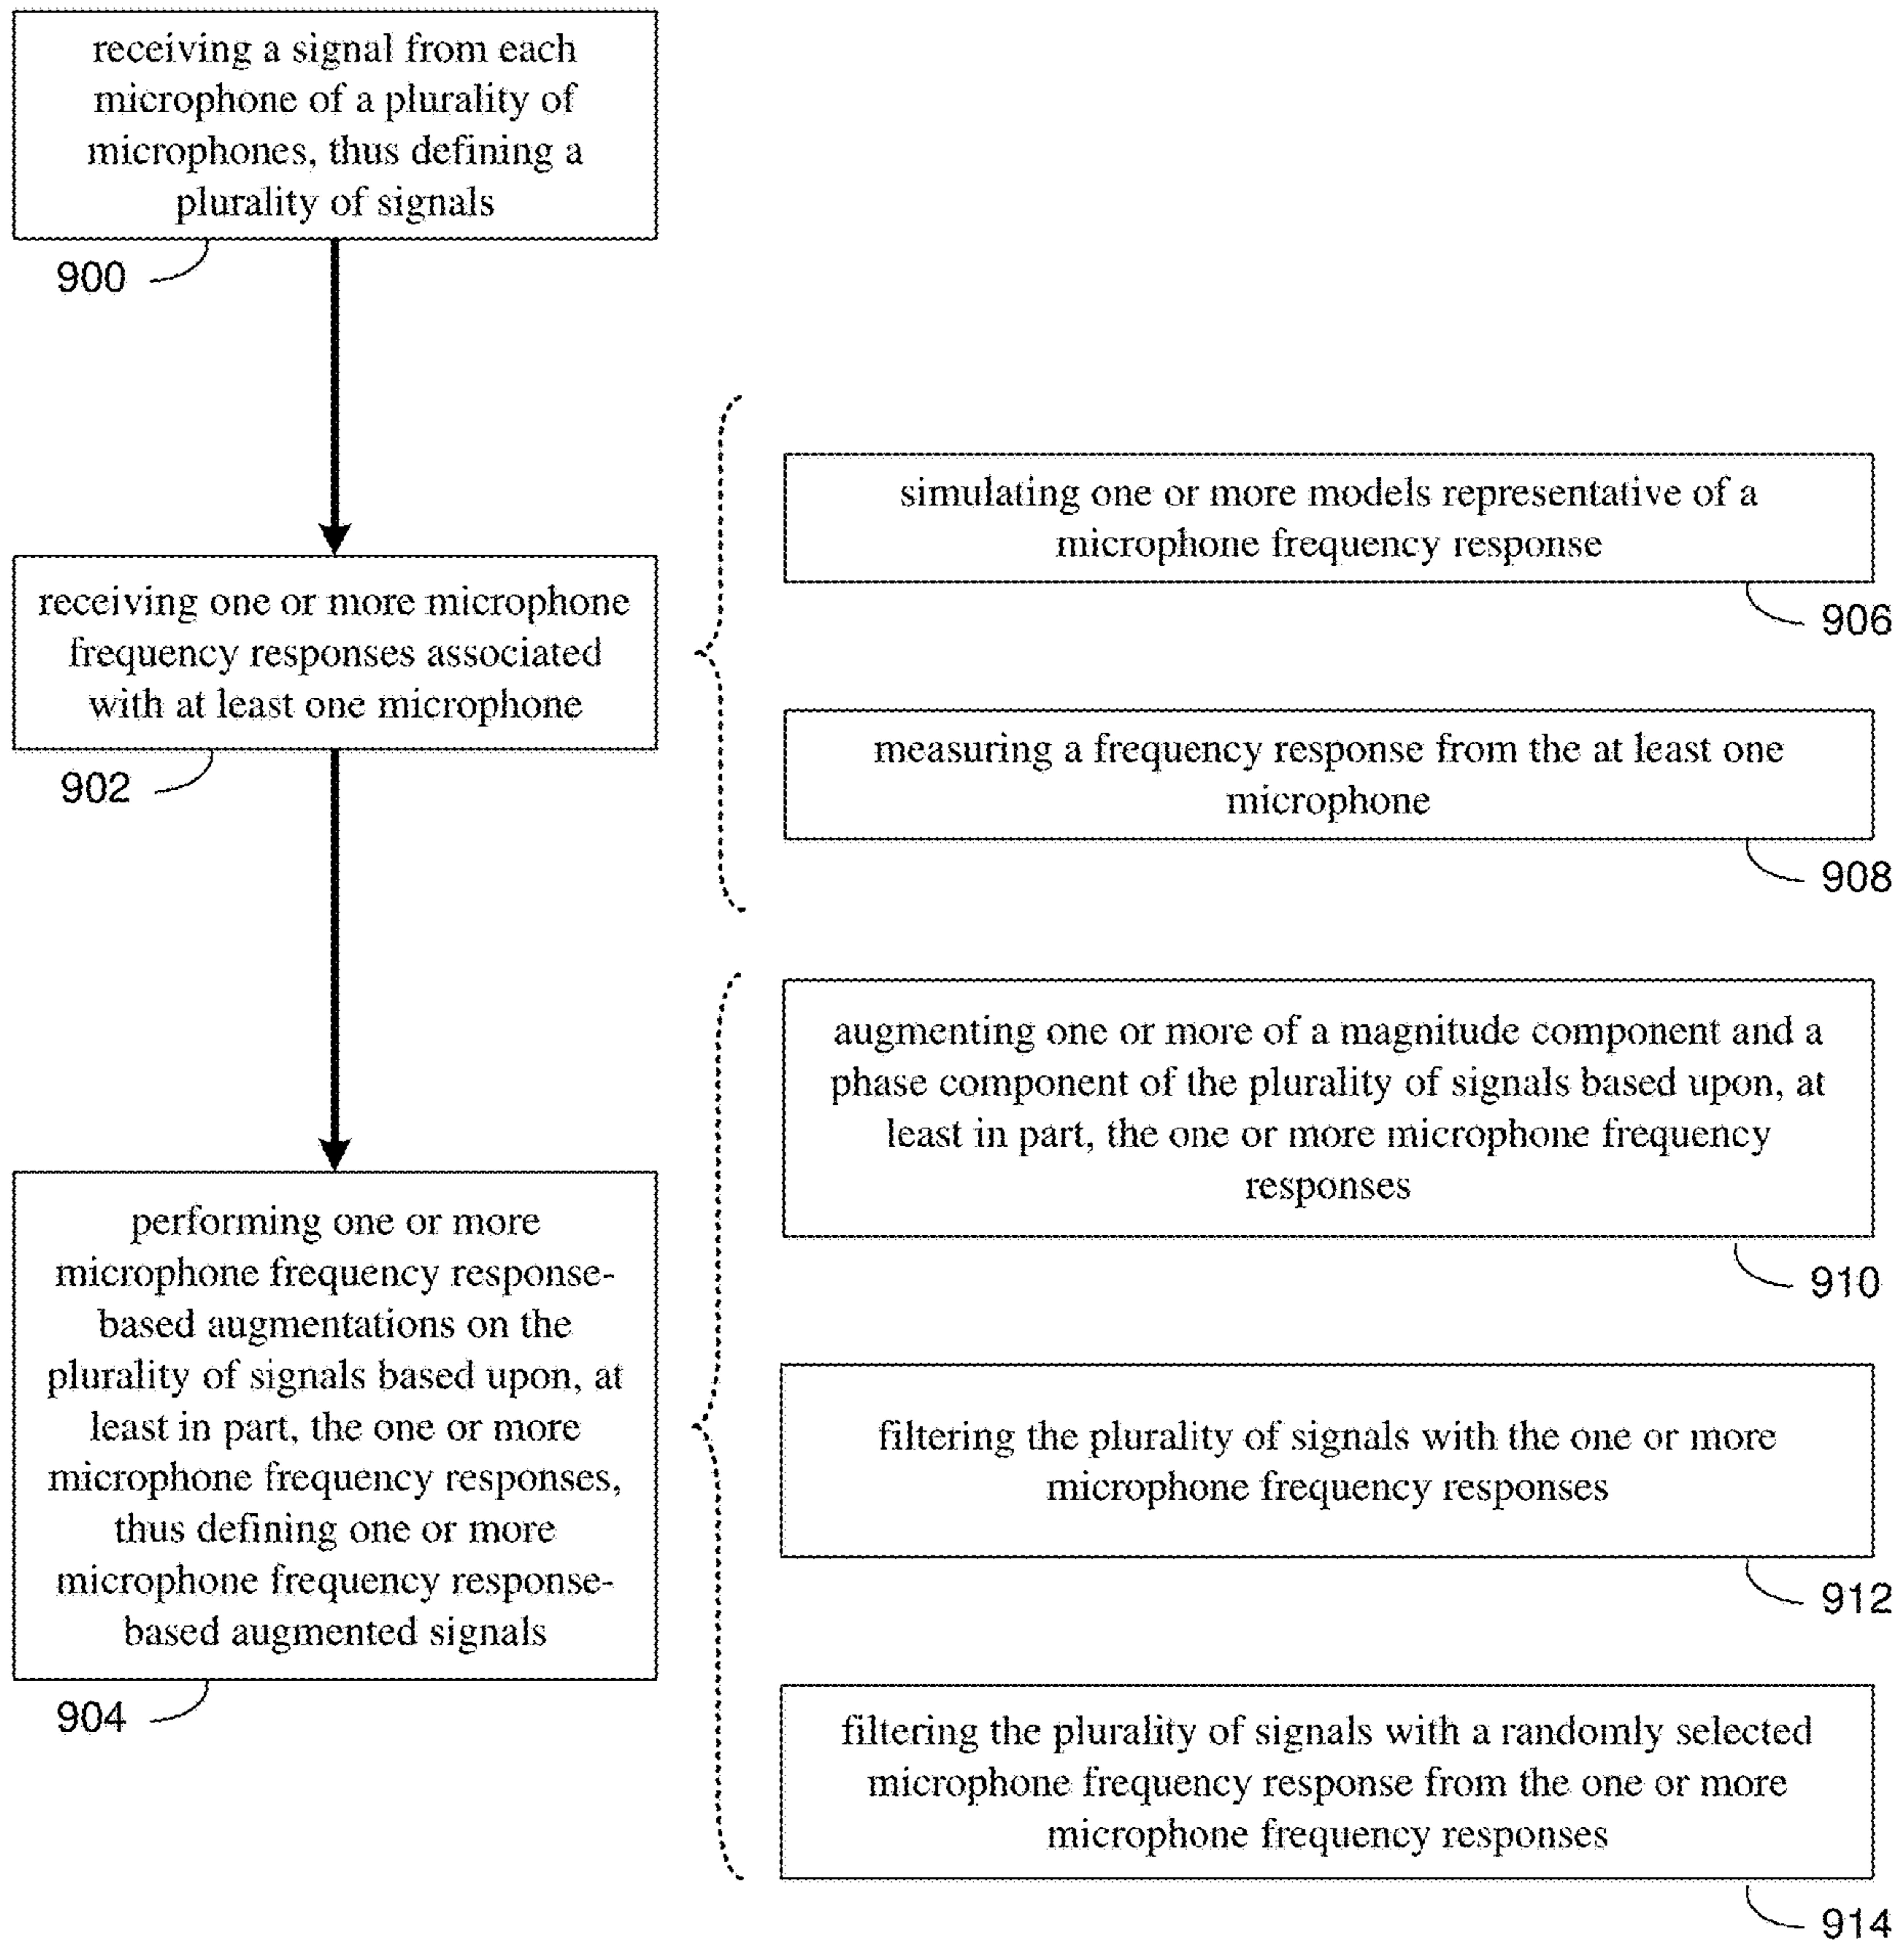 receiving a signal from each
microphone of a plurality of
microphones, thus defining a
plurality of signals
900
receiving one or more microphone
frequency responses associated
with at least one microphone
902
simulating one or more models representative of a
microphone frequency response
906
measuring a frequency response from the at least one
microphone
908
performing one or more
microphone frequency response-
based augmentations on the
plurality of signals based upon, at
least in part, the one or more
microphone frequency responses,
thus defining one or more
microphone frequency response-
based augmented signals
904
augmenting one or more of a magnitude component and a
phase component of the plurality of signals based upon, at
least in part, the one or more microphone frequency
responses
910
filtering the plurality of signals with the one or more
microphone frequency responses
912
filtering the plurality of signals with a randomly selected
microphone frequency response from the one or more
microphone frequency responses
914